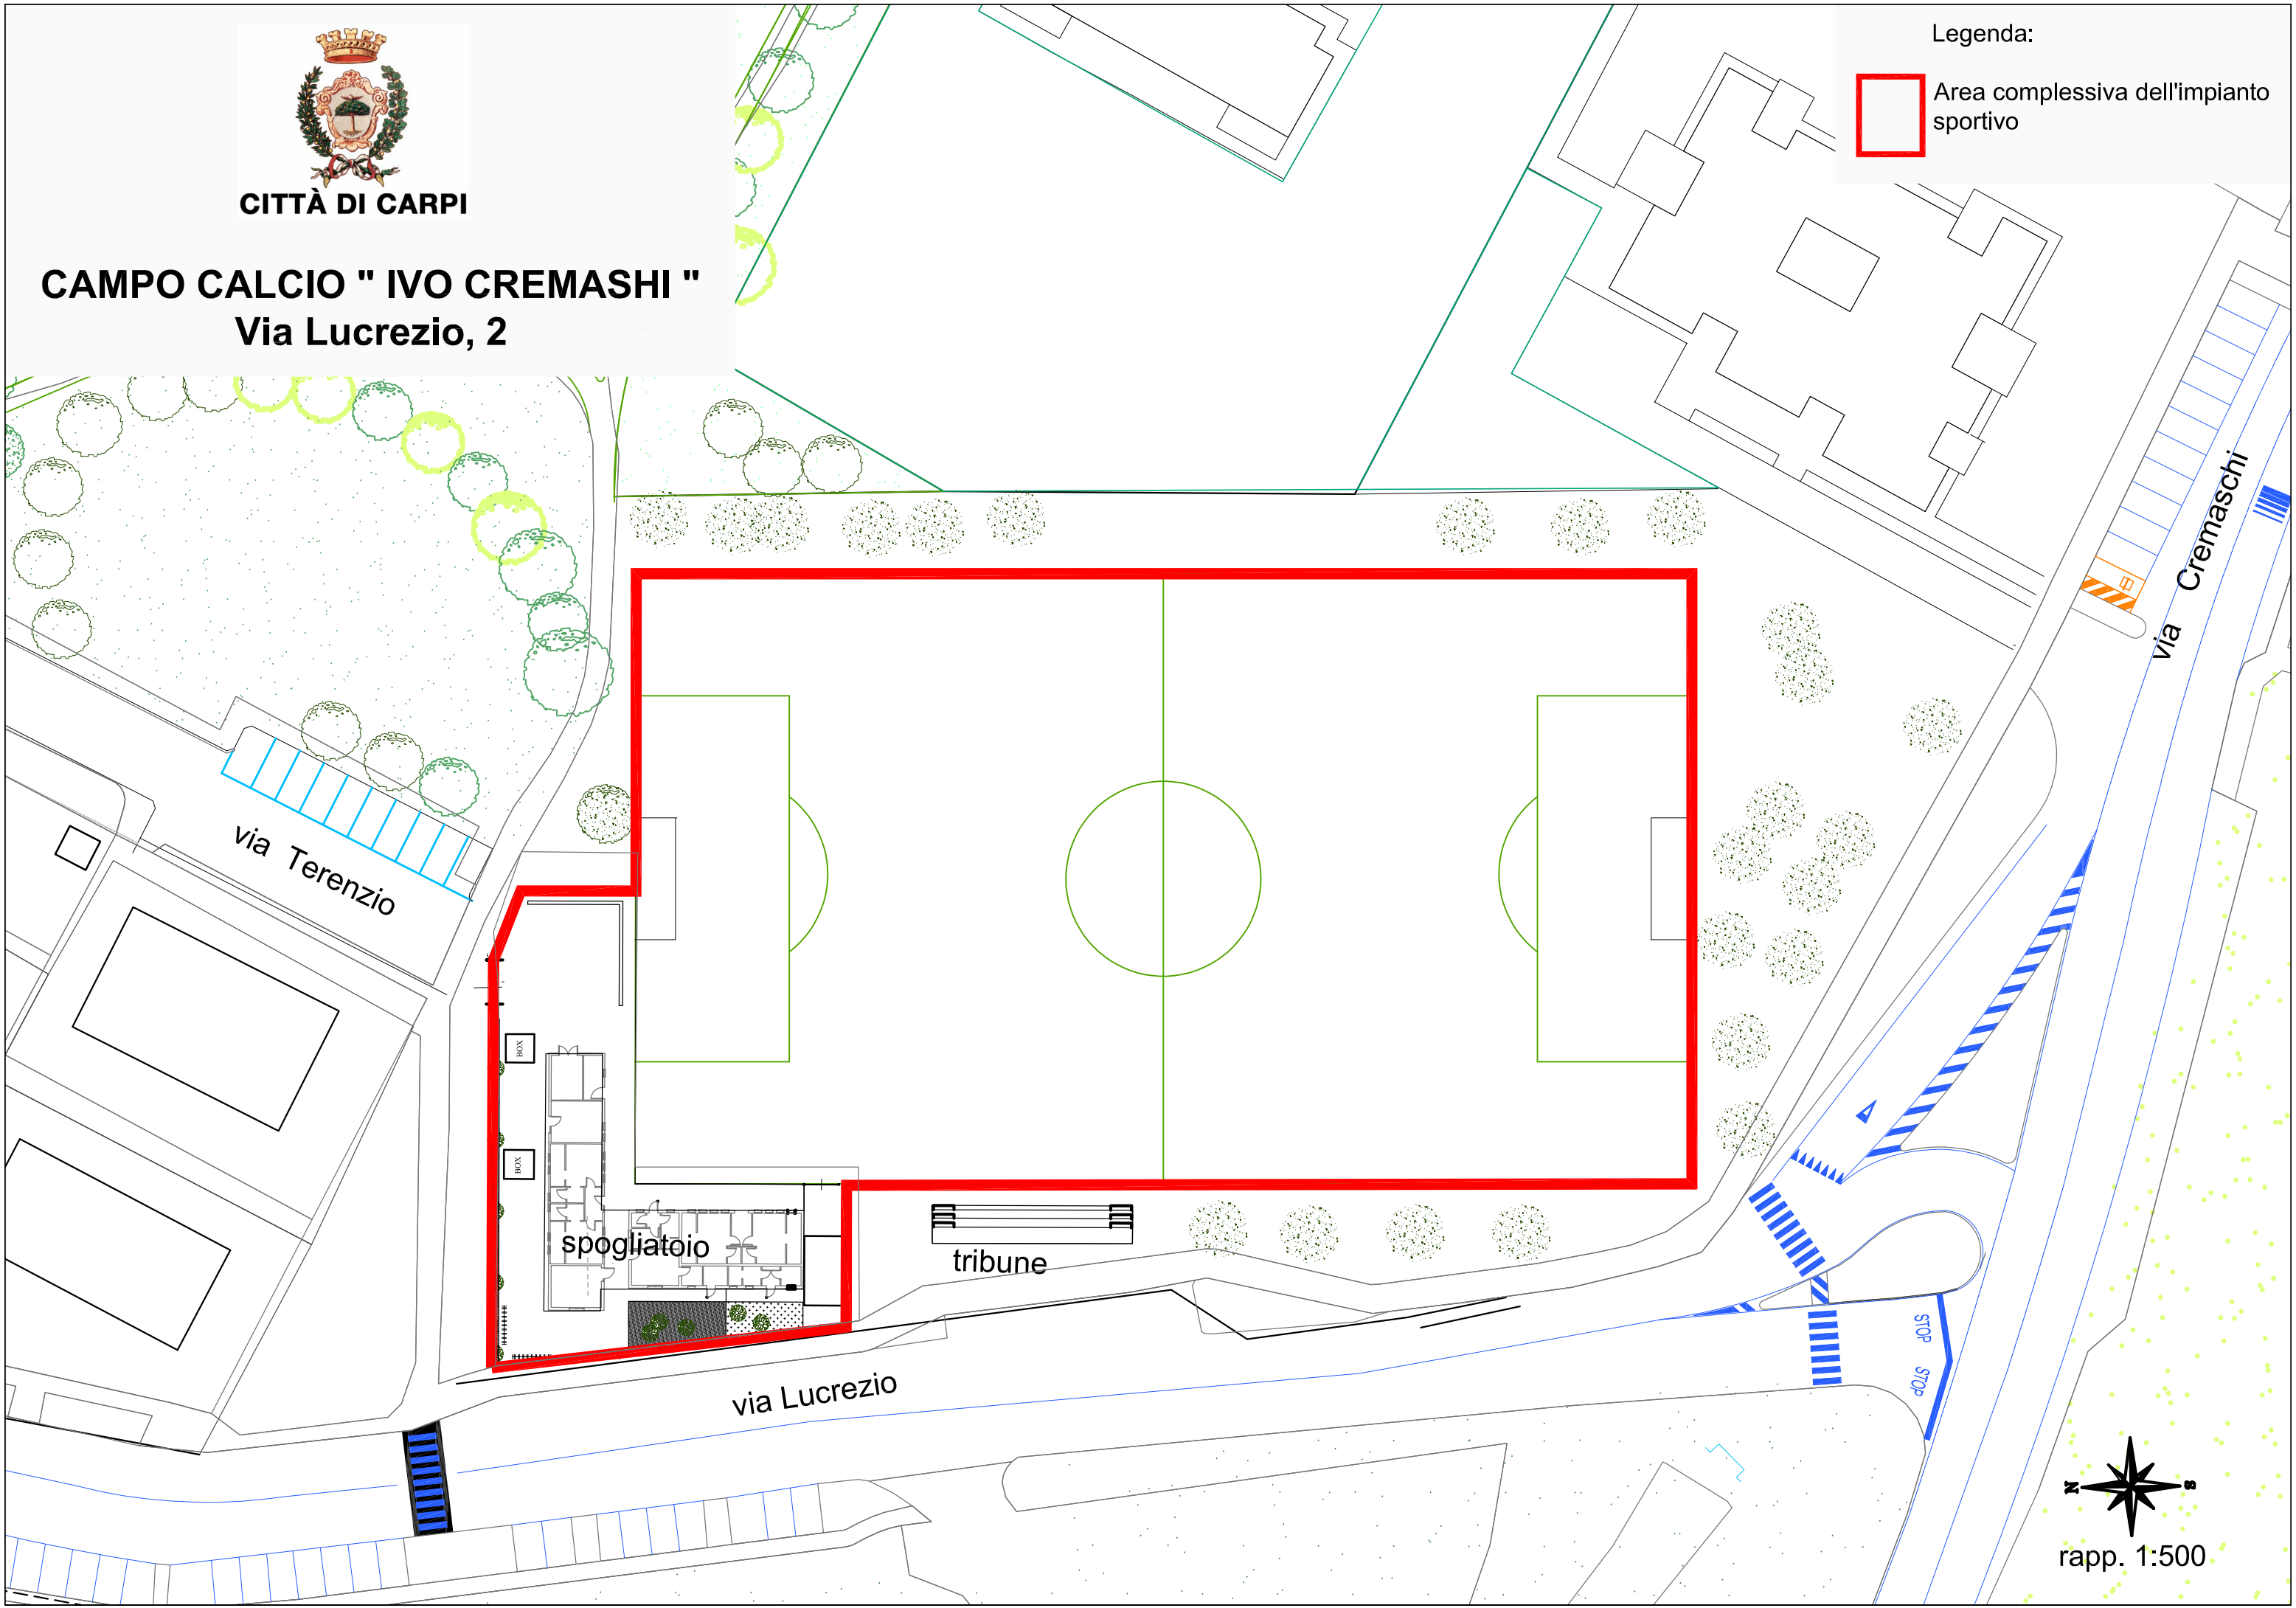 CITTÀ DI CARPI
CAMPO CALCIO " IVO CREMASHI "
Via Lucrezio, 2
Legenda:
Area complessiva dell'impianto
sportivo
via Cremaschi
via Terenzio
BOX
BOX
spogliatoio
tribune
via Lucrezio
STOP
STOP
N
S
rapp. 1:500